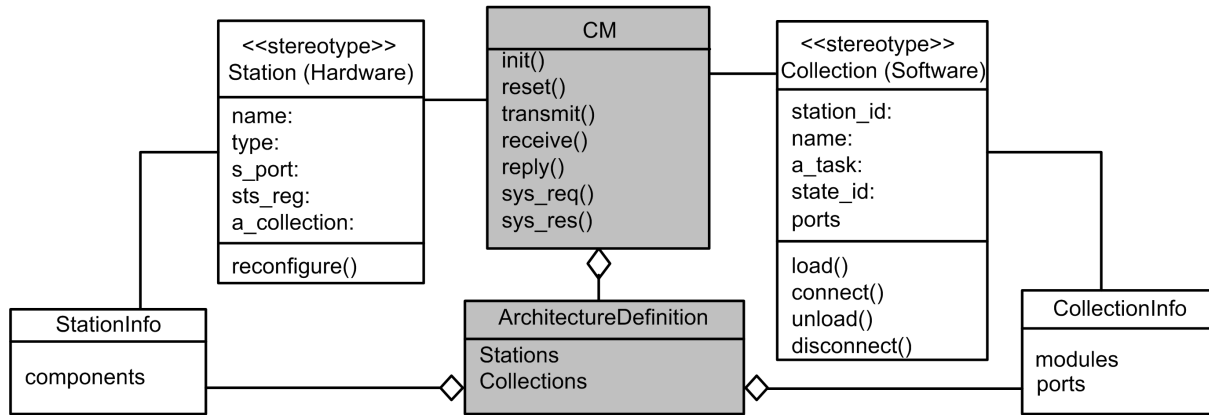 <<stereotype>>
Station (Hardware)
name:
type:
s_port:
sts_reg:
a_collection:
reconfigure()
CM
init()
reset()
transmit()
receive()
reply()
sys_req()
sys_res()
<<stereotype>>
Collection (Software)
station_id:
name:
a_task:
state_id:
ports
load()
connect()
unload()
disconnect()
StationInfo
components
ArchitectureDefinition
Stations
Collections
CollectionInfo
modules
ports